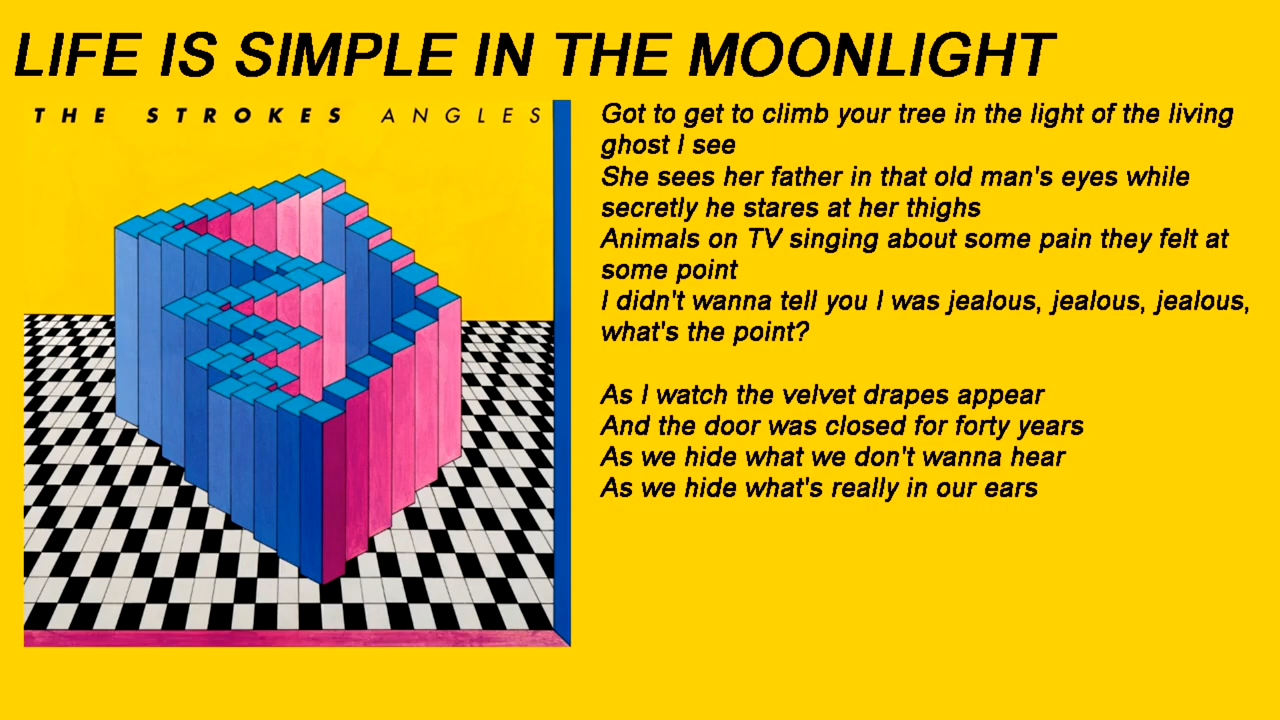 LIFE IS SIMPLE IN THE MOONLIGHT
THE STROKES ANGLES
Got to get to climb your tree in the light of the living
ghost I see
She sees her father in that old man's eyes while
secretly he stares at her thighs
Animals on TV singing about some pain they felt at
some point
I didn't wanna tell you I was jealous, jealous, jealous,
what's the point?
As I watch the velvet drapes appear
And the door was closed for forty years
As we hide what we don't wanna hear
As we hide what's really in our ears